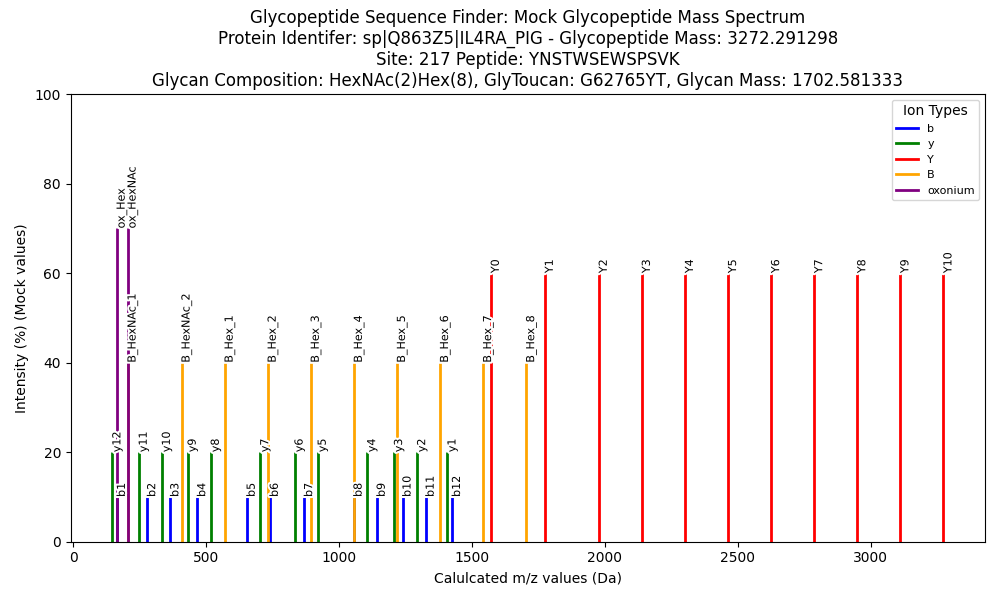 Glycopeptide Sequence Finder: Mock Glycopeptide Mass Spectrum
Protein Identifer: sp|Q863Z5|IL4RA_PIG - Glycopeptide Mass: 3272.291298
Site: 217 Peptide: YNSTWSEWSPSVK
Glycan Composition: HexNAc(2)Hex(8), GlyToucan: G62765YT, Glycan Mass: 1702.581333
Intensity (%) (Mock values)
100
80
60
40
20
0
Ion Types
b
y
Y
B
oxonium
ox_Hex
ox_HexNAc
Y0
Y1
Y2
Y3
Y4
Y5
Y6
Y7
Y8
Y9
Y10
B_HexNAc_1
B_HexNAc_2
B_Hex_1
B_Hex_2
B_Hex_3
B_Hex_4
B_Hex_5
B_Hex_6
B_Hex_7
B_Hex_8
y12
y11
y10
y9
y8
y7
y6
y5
y4
y3
y2
y1
b1
b2
b3
b4
b5
b6
b7
b8
b9
b10
b11
b12
0
500
1000
1500
2000
2500
3000
Calulcated m/z values (Da)